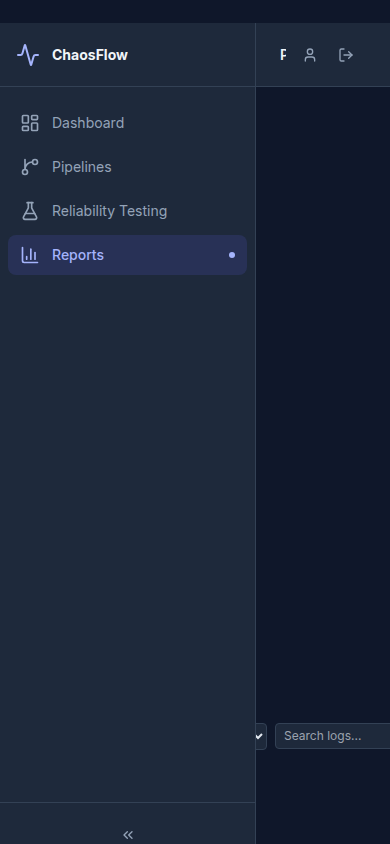 ChaosFlow
Dashboard
Pipelines
Reliability Testing
Reports
Search logs...